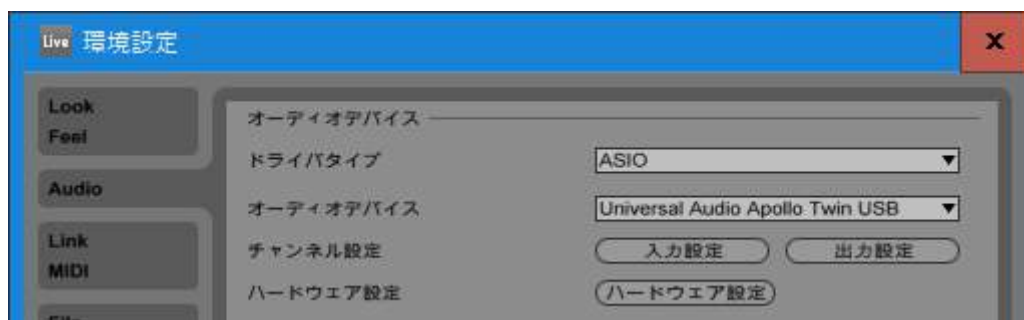 Live 環境設定
x
Look
Feel
Audio
Link
MIDI
File
オーディオデバイス
ドライバタイプ
ASIO
オーディオデバイス
Universal Audio Apollo Twin USB
チャンネル設定
入力設定
出力設定
ハードウェア設定
ハードウェア設定